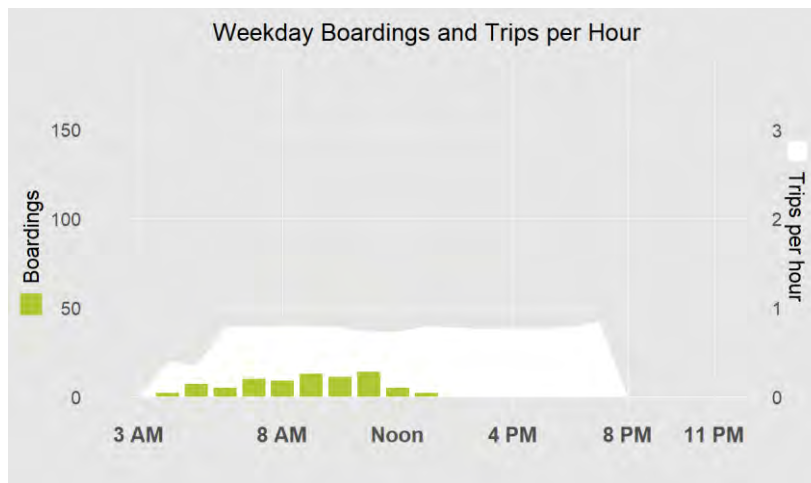 Weekday Boardings and Trips per Hour
150
100
50
0
Boardings
3
2
1
0
Trips per hour
3 AM 8 AM Noon 4 PM 8 PM 11 PM